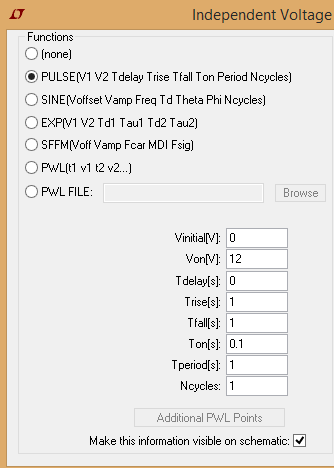 Independent Voltage
Functions
(none)
PULSE(V1 V2 Tdelay Trise Tfall Ton Period Ncycles)
SINE(Voffset Vamp Freq Td Theta Phi Ncycles)
EXP(V1 V2 Td1 Tau1 Td2 Tau2)
SFFM(Voff Vamp Fcar MDI Fsig)
PWL(t1 v1 t2 v2...)
PWL FILE: Browse
Vinitial[V]: 0
Von[V]: 12
Tdelay[s]: 0
Trise[s]: 1
Tfall[s]: 1
Ton[s]: 0.1
Tperiod[s]: 1
Ncycles: 1
Additional PWL Points
Make this information visible on schematic: